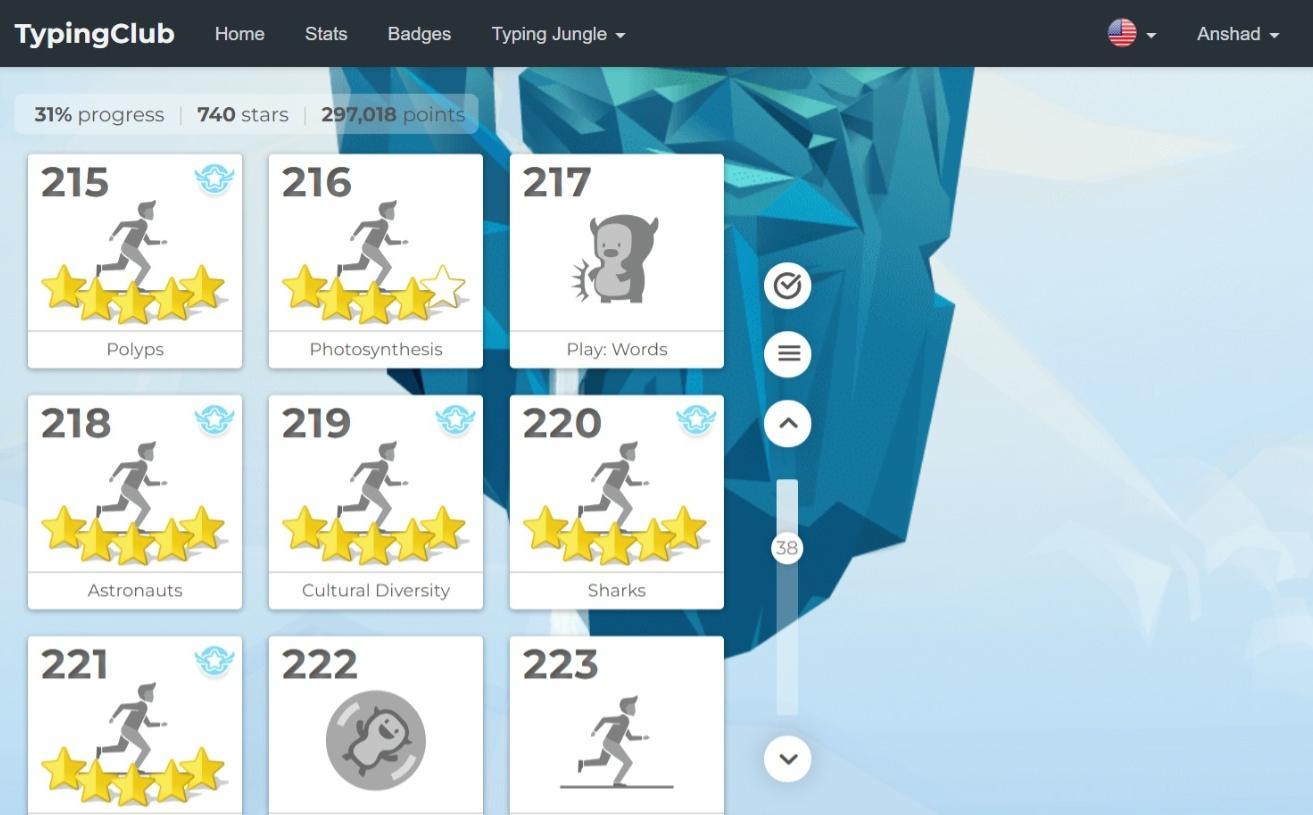 TypingClub Home Stats Badges Typing Jungle Anshad
31% progress | 740 stars | 297,018 points
215 216 217
Polyps Photosynthesis Play: Words
218 219 220
38
Astronauts Cultural Diversity Sharks
221 222 223